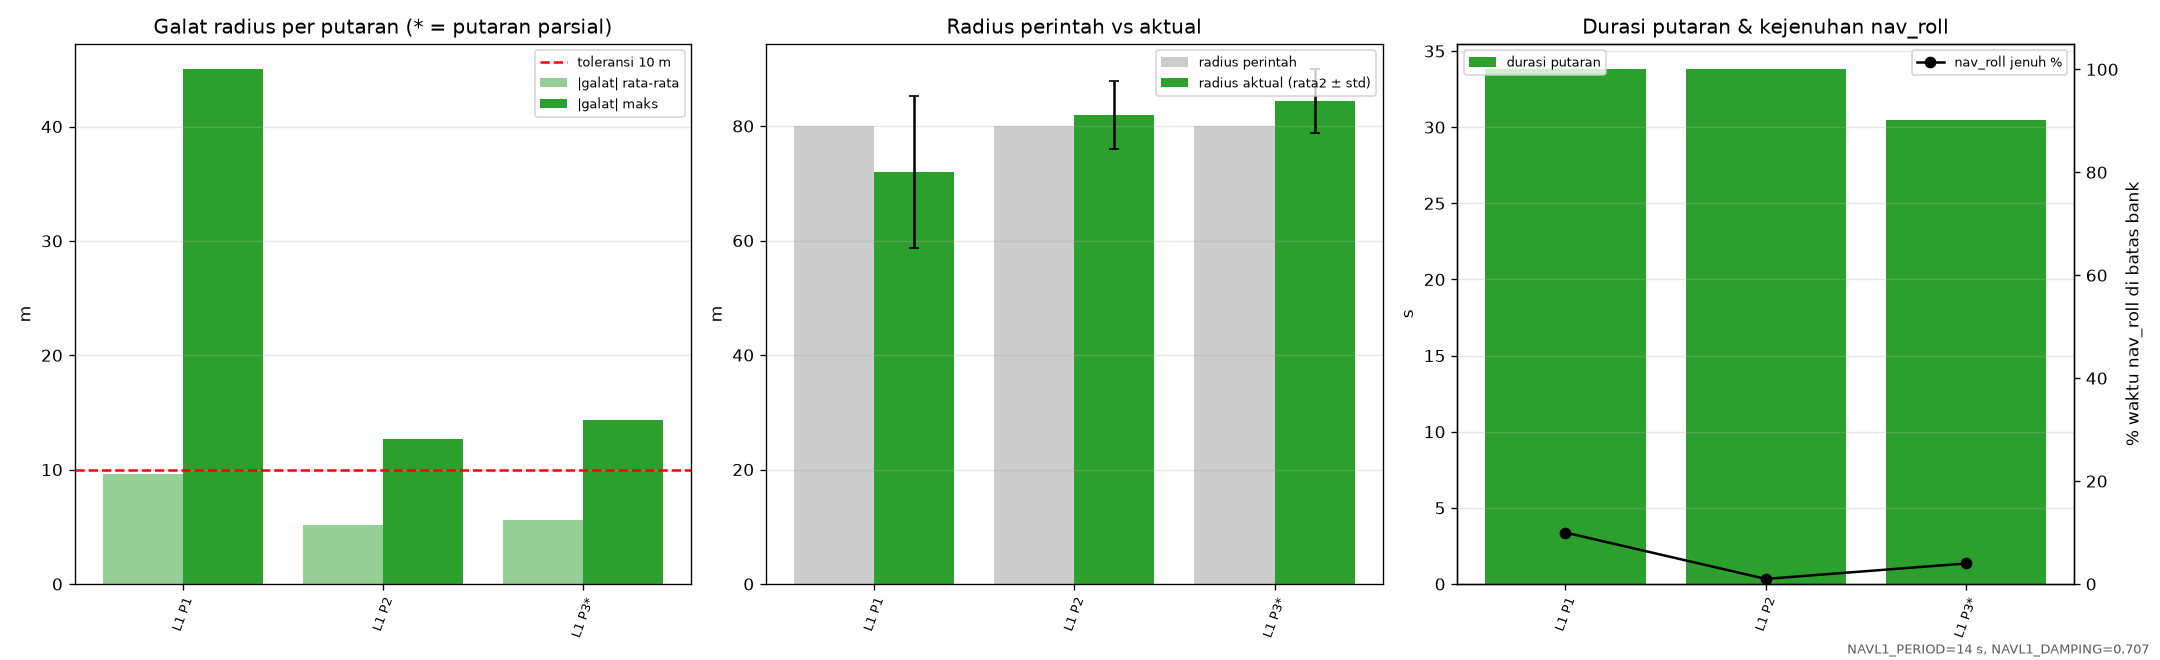 Galat radius per putaran (* = putaran parsial)
toleransi 10 m
|galat| rata-rata
|galat| maks
40
30
20
10
0
m
L1 P1
L1 P2
L1 P3*
Radius perintah vs aktual
radius perintah
radius aktual (rata2 ± std)
80
60
40
20
0
m
L1 P1
L1 P2
L1 P3*
Durasi putaran & kejenuhan nav_roll
durasi putaran
nav_roll jenuh %
35
30
25
20
15
10
5
0
s
100
80
60
40
20
0
% waktu nav_roll di batas bank
L1 P1
L1 P2
L1 P3*
NAVL1_PERIOD=14 s, NAVL1_DAMPING=0.707